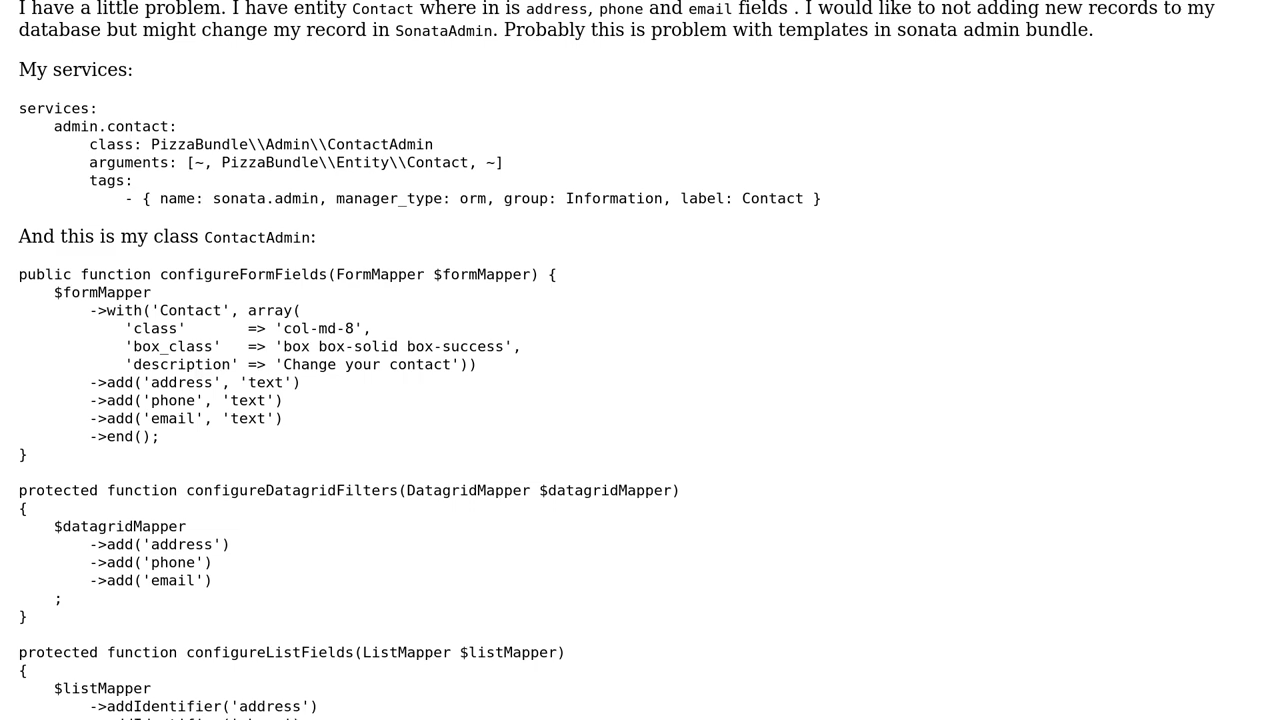 I have a little problem. I have entity Contact where in is address, phone and email fields . I would like to not adding new records to my
database but might change my record in SonataAdmin. Probably this is problem with templates in sonata admin bundle.
My services:
services:
    admin.contact:
        class: PizzaBundle\\Admin\\ContactAdmin
        arguments: [~, PizzaBundle\\Entity\\Contact, ~]
        tags:
            - { name: sonata.admin, manager_type: orm, group: Information, label: Contact }
And this is my class ContactAdmin:
public function configureFormFields(FormMapper $formMapper) {
    $formMapper
        ->with('Contact', array(
            'class'       => 'col-md-8',
            'box_class'   => 'box box-solid box-success',
            'description' => 'Change your contact'))
        ->add('address', 'text')
        ->add('phone', 'text')
        ->add('email', 'text')
        ->end();
}
protected function configureDatagridFilters(DatagridMapper $datagridMapper)
{
    $datagridMapper
        ->add('address')
        ->add('phone')
        ->add('email')
    ;
}
protected function configureListFields(ListMapper $listMapper)
{
    $listMapper
        ->addIdentifier('address')